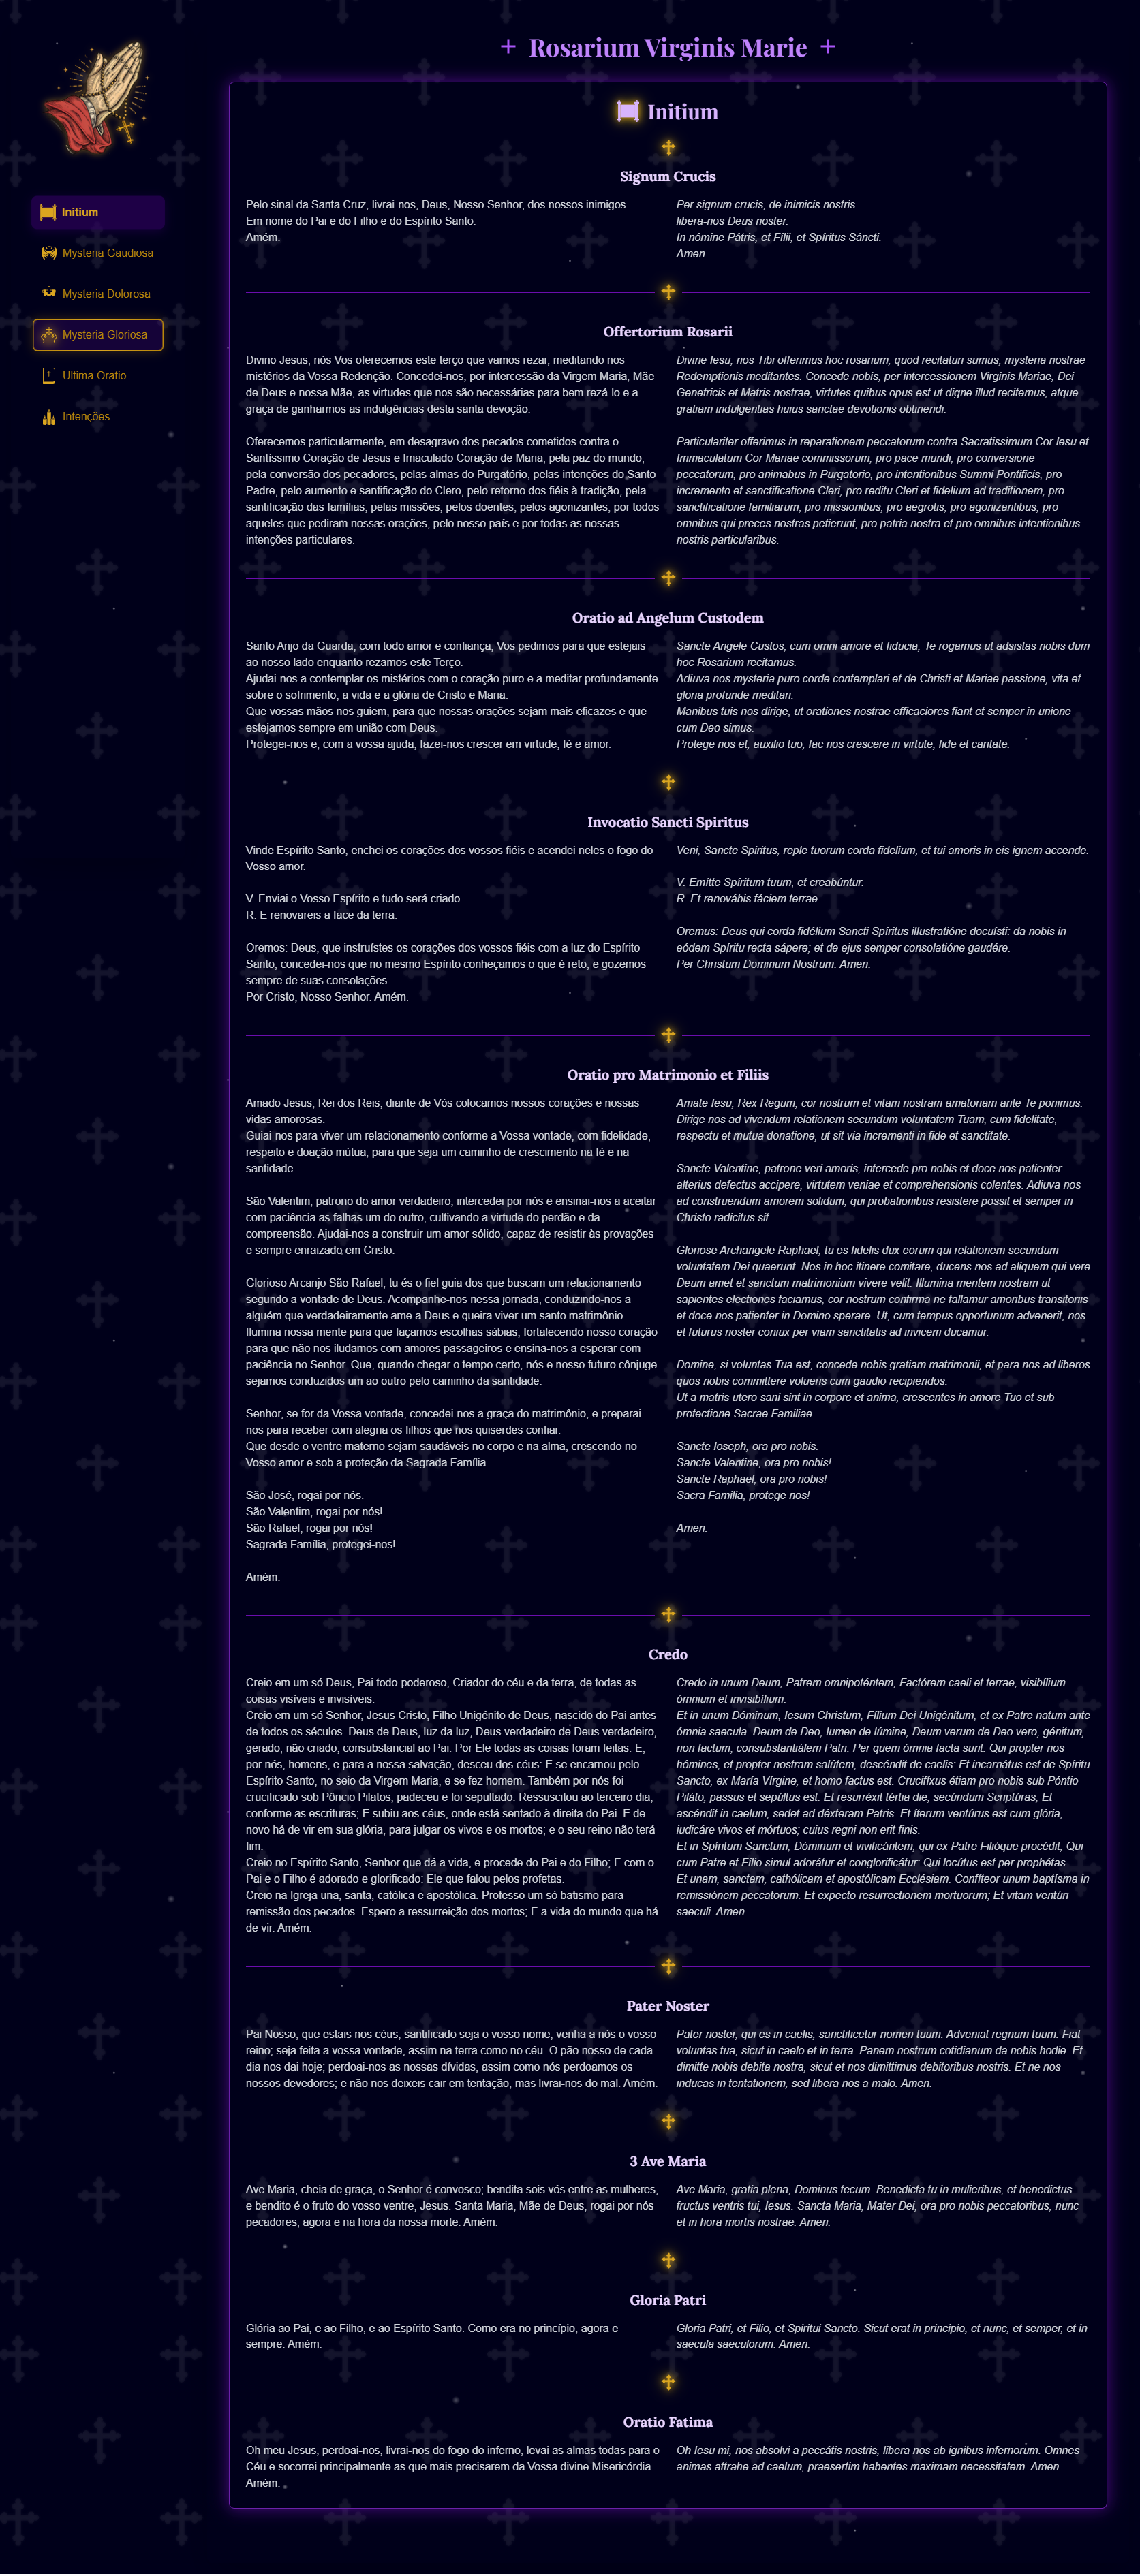 Rosarium Virginis Marie
Initium
Mysteria Gaudiosa
Mysteria Dolorosa
Mysteria Gloriosa
Ultima Oratio
Intenções
Initium
Signum Crucis
Pelo sinal da Santa Cruz, livrai-nos, Deus, Nosso Senhor, dos nossos inimigos.
Em nome do Pai e do Filho e do Espírito Santo.
Amém.
Per signum crucis, de inimicis nostris
libera-nos Deus noster.
In nómine Pátris, et Fílii, et Spíritus Sáncti.
Amen.
Offertorium Rosarii
Divino Jesus, nós Vos oferecemos este terço que vamos rezar, meditando nos
mistérios da Vossa Redenção. Concedei-nos, por intercessão da Virgem Maria, Mãe
de Deus e nossa Mãe, as virtudes que nos são necessárias para bem rezá-lo e a
graça de ganharmos as indulgências desta santa devoção.
Oferecemos particularmente, em desagravo dos pecados cometidos contra o
Santíssimo Coração de Jesus e Imaculado Coração de Maria, pela paz do mundo,
pela conversão dos pecadores, pelas almas do Purgatório, pelas intenções do Santo
Padre, pelo aumento e santificação do Clero, pelo retorno dos fiéis à tradição, pela
santificação das famílias, pelas missões, pelos doentes, pelos agonizantes, por todos
aqueles que pediram nossas orações, pelo nosso país e por todas as nossas
intenções particulares.
Divine Iesu, nos Tibi offerimus hoc rosarium, quod recitaturi sumus, mysteria nostrae
Redemptionis meditantes. Concede nobis, per intercessionem Virginis Mariae, Dei
Genetricis et Matris nostrae, virtutes quibus opus est ut digne illud recitemus, atque
gratiam indulgentias huius sanctae devotionis obtinendi.
Particulariter offerimus in reparationem peccatorum contra Sacratissimum Cor Iesu et
Immaculatum Cor Mariae commissorum, pro pace mundi, pro conversione
peccatorum, pro animabus in Purgatorio, pro intentionibus Summi Pontificis, pro
incremento et sanctificatione Cleri, pro reditu Cleri et fidelium ad traditionem, pro
sanctificatione familiarum, pro missionibus, pro aegrotis, pro agonizantibus, pro
omnibus qui preces nostras petierunt, pro patria nostra et pro omnibus intentionibus
nostris particularibus.
Oratio ad Angelum Custodem
Santo Anjo da Guarda, com todo amor e confiança, Vos pedimos para que estejais
ao nosso lado enquanto rezamos este Terço.
Ajudai-nos a contemplar os mistérios com o coração puro e a meditar profundamente
sobre o sofrimento, a vida e a glória de Cristo e Maria.
Que vossas mãos nos guiem, para que nossas orações sejam mais eficazes e que
estejamos sempre em união com Deus.
Protegei-nos e, com a vossa ajuda, fazei-nos crescer em virtude, fé e amor.
Sancte Angele Custos, cum omni amore et fiducia, Te rogamus ut adsistas nobis dum
hoc Rosarium recitamus.
Adiuva nos mysteria puro corde contemplari et de Christi et Mariae passione, vita et
gloria profunde meditari.
Manibus tuis nos dirige, ut orationes nostrae efficaciores fiant et semper in unione
cum Deo simus.
Protege nos et, auxilio tuo, fac nos crescere in virtute, fide et caritate.
Invocatio Sancti Spiritus
Vinde Espírito Santo, enchei os corações dos vossos fiéis e acendei neles o fogo do
Vosso amor.
V. Enviai o Vosso Espírito e tudo será criado.
R. E renovareis a face da terra.
Oremos: Deus, que instruístes os corações dos vossos fiéis com a luz do Espírito
Santo, concedei-nos que no mesmo Espírito conheçamos o que é reto, e gozemos
sempre de suas consolações.
Por Cristo, Nosso Senhor. Amém.
Veni, Sancte Spiritus, reple tuorum corda fidelium, et tui amoris in eis ignem accende.
V. Emítte Spíritum tuum, et creabúntur.
R. Et renovábis fáciem terrae.
Oremus: Deus qui corda fidélium Sancti Spíritus illustratióne docuísti: da nobis in
eódem Spíritu recta sápere; et de ejus semper consolatióne gaudére.
Per Christum Dominum Nostrum. Amen.
Oratio pro Matrimonio et Filiis
Amado Jesus, Rei dos Reis, diante de Vós colocamos nossos corações e nossas
vidas amorosas.
Guiai-nos para viver um relacionamento conforme a Vossa vontade, com fidelidade,
respeito e doação mútua, para que seja um caminho de crescimento na fé e na
santidade.
São Valentim, patrono do amor verdadeiro, intercedei por nós e ensinai-nos a aceitar
com paciência as falhas um do outro, cultivando a virtude do perdão e da
compreensão. Ajudai-nos a construir um amor sólido, capaz de resistir às provações
e sempre enraizado em Cristo.
Glorioso Arcanjo São Rafael, tu és o fiel guia dos que buscam um relacionamento
segundo a vontade de Deus. Acompanhe-nos nessa jornada, conduzindo-nos a
alguém que verdadeiramente ame a Deus e queira viver um santo matrimônio.
Ilumina nossa mente para que façamos escolhas sábias, fortalecendo nosso coração
para que não nos iludamos com amores passageiros e ensina-nos a esperar com
paciência no Senhor. Que, quando chegar o tempo certo, nós e nosso futuro cônjuge
sejamos conduzidos um ao outro pelo caminho da santidade.
Senhor, se for da Vossa vontade, concedei-nos a graça do matrimônio, e preparai-
nos para receber com alegria os filhos que nos quiserdes confiar.
Que desde o ventre materno sejam saudáveis no corpo e na alma, crescendo no
Vosso amor e sob a proteção da Sagrada Família.
São José, rogai por nós.
São Valentim, rogai por nós!
São Rafael, rogai por nós!
Sagrada Família, protegei-nos!
Amém.
Amate Iesu, Rex Regum, cor nostrum et vitam nostram amatoriam ante Te ponimus.
Dirige nos ad vivendum relationem secundum voluntatem Tuam, cum fidelitate,
respectu et mutua donatione, ut sit via incrementi in fide et sanctitate.
Sancte Valentine, patrone veri amoris, intercede pro nobis et doce nos patienter
alterius defectus accipere, virtutem veniae et comprehensionis colentes. Adiuva nos
ad construendum amorem solidum, qui probationibus resistere possit et semper in
Christo radicitus sit.
Gloriose Archangele Raphael, tu es fidelis dux eorum qui relationem secundum
voluntatem Dei quaerunt. Nos in hoc itinere comitare, ducens nos ad aliquem qui vere
Deum amet et sanctum matrimonium vivere velit. Illumina mentem nostram ut
sapientes electiones faciamus, cor nostrum confirma ne fallamur amoribus transitoriis
et doce nos patienter in Domino sperare. Ut, cum tempus opportunum advenerit, nos
et futurus noster coniux per viam sanctitatis ad invicem ducamur.
Domine, si voluntas Tua est, concede nobis gratiam matrimonii, et para nos ad liberos
quos nobis committere volueris cum gaudio recipiendos.
Ut a matris utero sani sint in corpore et anima, crescentes in amore Tuo et sub
protectione Sacrae Familiae.
Sancte Ioseph, ora pro nobis.
Sancte Valentine, ora pro nobis!
Sancte Raphael, ora pro nobis!
Sacra Familia, protege nos!
Amen.
Credo
Creio em um só Deus, Pai todo-poderoso, Criador do céu e da terra, de todas as
coisas visíveis e invisíveis.
Creio em um só Senhor, Jesus Cristo, Filho Unigénito de Deus, nascido do Pai antes
de todos os séculos. Deus de Deus, luz da luz, Deus verdadeiro de Deus verdadeiro,
gerado, não criado, consubstancial ao Pai. Por Ele todas as coisas foram feitas. E,
por nós, homens, e para a nossa salvação, desceu dos céus: E se encarnou pelo
Espírito Santo, no seio da Virgem Maria, e se fez homem. Também por nós foi
crucificado sob Pôncio Pilatos; padeceu e foi sepultado. Ressuscitou ao terceiro dia,
conforme as escrituras; E subiu aos céus, onde está sentado à direita do Pai. E de
novo há de vir em sua glória, para julgar os vivos e os mortos; e o seu reino não terá
fim.
Creio no Espírito Santo, Senhor que dá a vida, e procede do Pai e do Filho; E com o
Pai e o Filho é adorado e glorificado: Ele que falou pelos profetas.
Creio na Igreja una, santa, católica e apostólica. Professo um só batismo para
remissão dos pecados. Espero a ressurreição dos mortos; E a vida do mundo que há
de vir. Amém.
Credo in unum Deum, Patrem omnipoténtem, Factórem caeli et terrae, visibílium
ómnium et invisibílium.
Et in unum Dóminum, Iesum Christum, Fílium Dei Unigénitum, et ex Patre natum ante
ómnia saecula. Deum de Deo, lumen de lúmine, Deum verum de Deo vero, génitum,
non factum, consubstantiálem Patri. Per quem ómnia facta sunt. Qui propter nos
hómines, et propter nostram salútem, descéndit de caelis: Et incarnátus est de Spíritu
Sancto, ex María Vírgine, et homo factus est. Crucifíxus étiam pro nobis sub Póntio
Piláto; passus et sepúltus est. Et resurréxit tértia die, secúndum Scriptúras; Et
ascéndit in caelum, sedet ad déxteram Patris. Et íterum ventúrus est cum glória,
iudicáre vivos et mórtuos; cuius regni non erit finis.
Et in Spíritum Sanctum, Dóminum et vivificántem, qui ex Patre Filióque procédit; Qui
cum Patre et Fílio simul adorátur et conglorificátur: Qui locútus est per prophétas.
Et unam, sanctam, cathólicam et apostólicam Ecclésiam. Confíteor unum baptísma in
remissiónem peccatorum. Et expecto resurrectionem mortuorum; Et vitam ventúri
saeculi. Amen.
Pater Noster
Pai Nosso, que estais nos céus, santificado seja o vosso nome; venha a nós o vosso
reino; seja feita a vossa vontade, assim na terra como no céu. O pão nosso de cada
dia nos dai hoje; perdoai-nos as nossas dívidas, assim como nós perdoamos os
nossos devedores; e não nos deixeis cair em tentação, mas livrai-nos do mal. Amém.
Pater noster, qui es in caelis, sanctificetur nomen tuum. Adveniat regnum tuum. Fiat
voluntas tua, sicut in caelo et in terra. Panem nostrum cotidianum da nobis hodie. Et
dimitte nobis debita nostra, sicut et nos dimittimus debitoribus nostris. Et ne nos
inducas in tentationem, sed libera nos a malo. Amen.
3 Ave Maria
Ave Maria, cheia de graça, o Senhor é convosco; bendita sois vós entre as mulheres,
e bendito é o fruto do vosso ventre, Jesus. Santa Maria, Mãe de Deus, rogai por nós
pecadores, agora e na hora da nossa morte. Amém.
Ave Maria, gratia plena, Dominus tecum. Benedicta tu in mulieribus, et benedictus
fructus ventris tui, Iesus. Sancta Maria, Mater Dei, ora pro nobis peccatoribus, nunc
et in hora mortis nostrae. Amen.
Gloria Patri
Glória ao Pai, e ao Filho, e ao Espírito Santo. Como era no princípio, agora e
sempre. Amém.
Gloria Patri, et Filio, et Spiritui Sancto. Sicut erat in principio, et nunc, et semper, et in
saecula saeculorum. Amen.
Oratio Fatima
Oh meu Jesus, perdoai-nos, livrai-nos do fogo do inferno, levai as almas todas para o
Céu e socorrei principalmente as que mais precisarem da Vossa divine Misericórdia.
Amém.
Oh Iesu mi, nos absolvi a peccátis nostris, libera nos ab ignibus infernorum. Omnes
animas attrahe ad caelum, praesertim habentes maximam necessitatem. Amen.